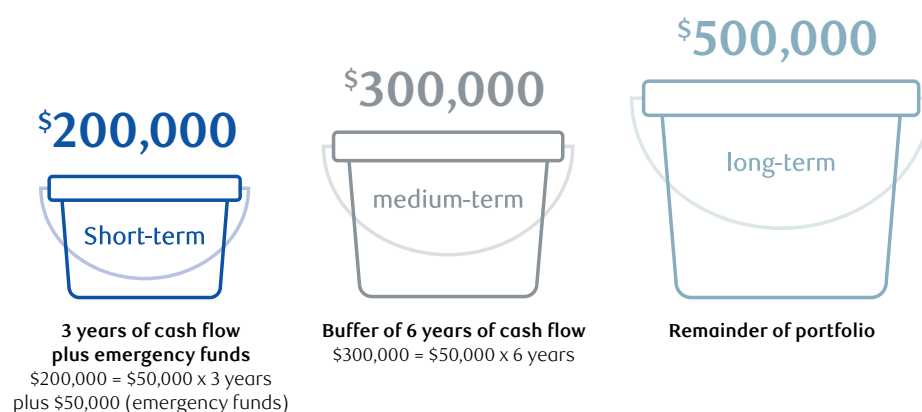 $200,000
Short-term
3 years of cash flow
plus emergency funds
$200,000 = $50,000 x 3 years
plus $50,000 (emergency funds)
$300,000
medium-term
Buffer of 6 years of cash flow
$300,000 = $50,000 x 6 years
$500,000
long-term
Remainder of portfolio